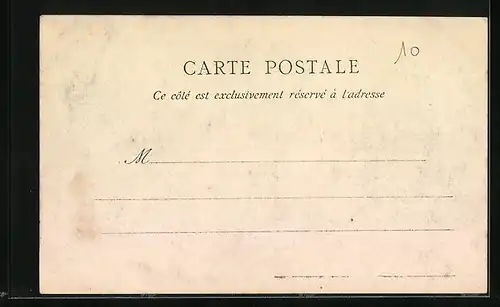 10
CARTE POSTALE
Ce côté est exclusivement réservé à l'adresse
M